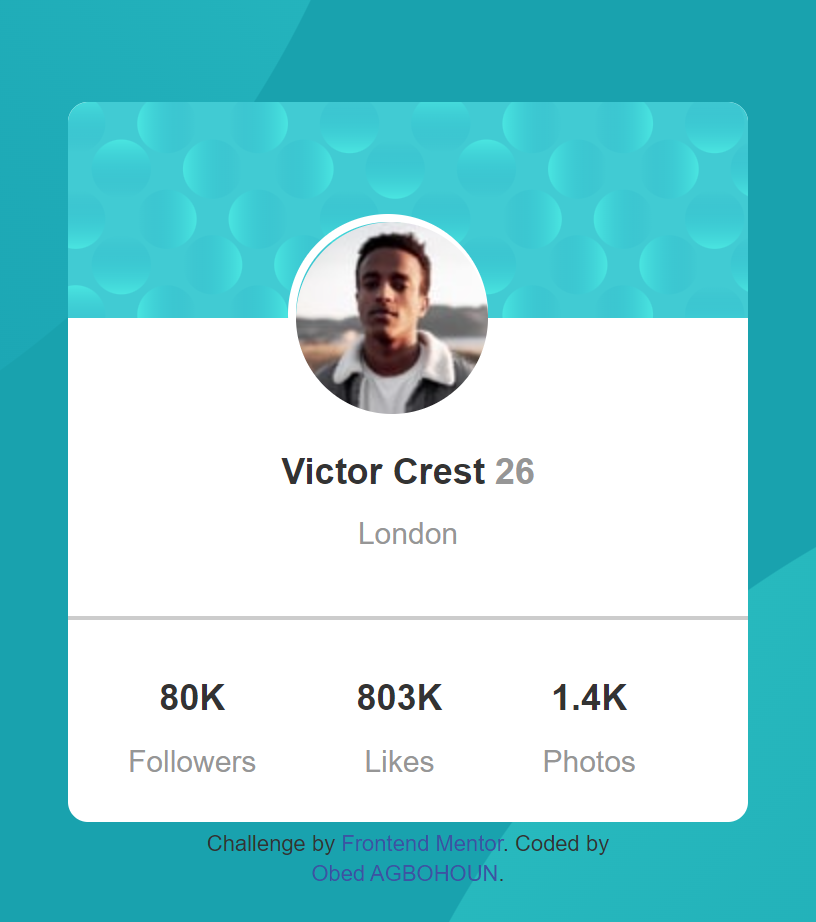 Victor Crest 26
London
80K 803K 1.4K
Followers Likes Photos
Challenge by Frontend Mentor. Coded by
Obed AGBOHOUN.